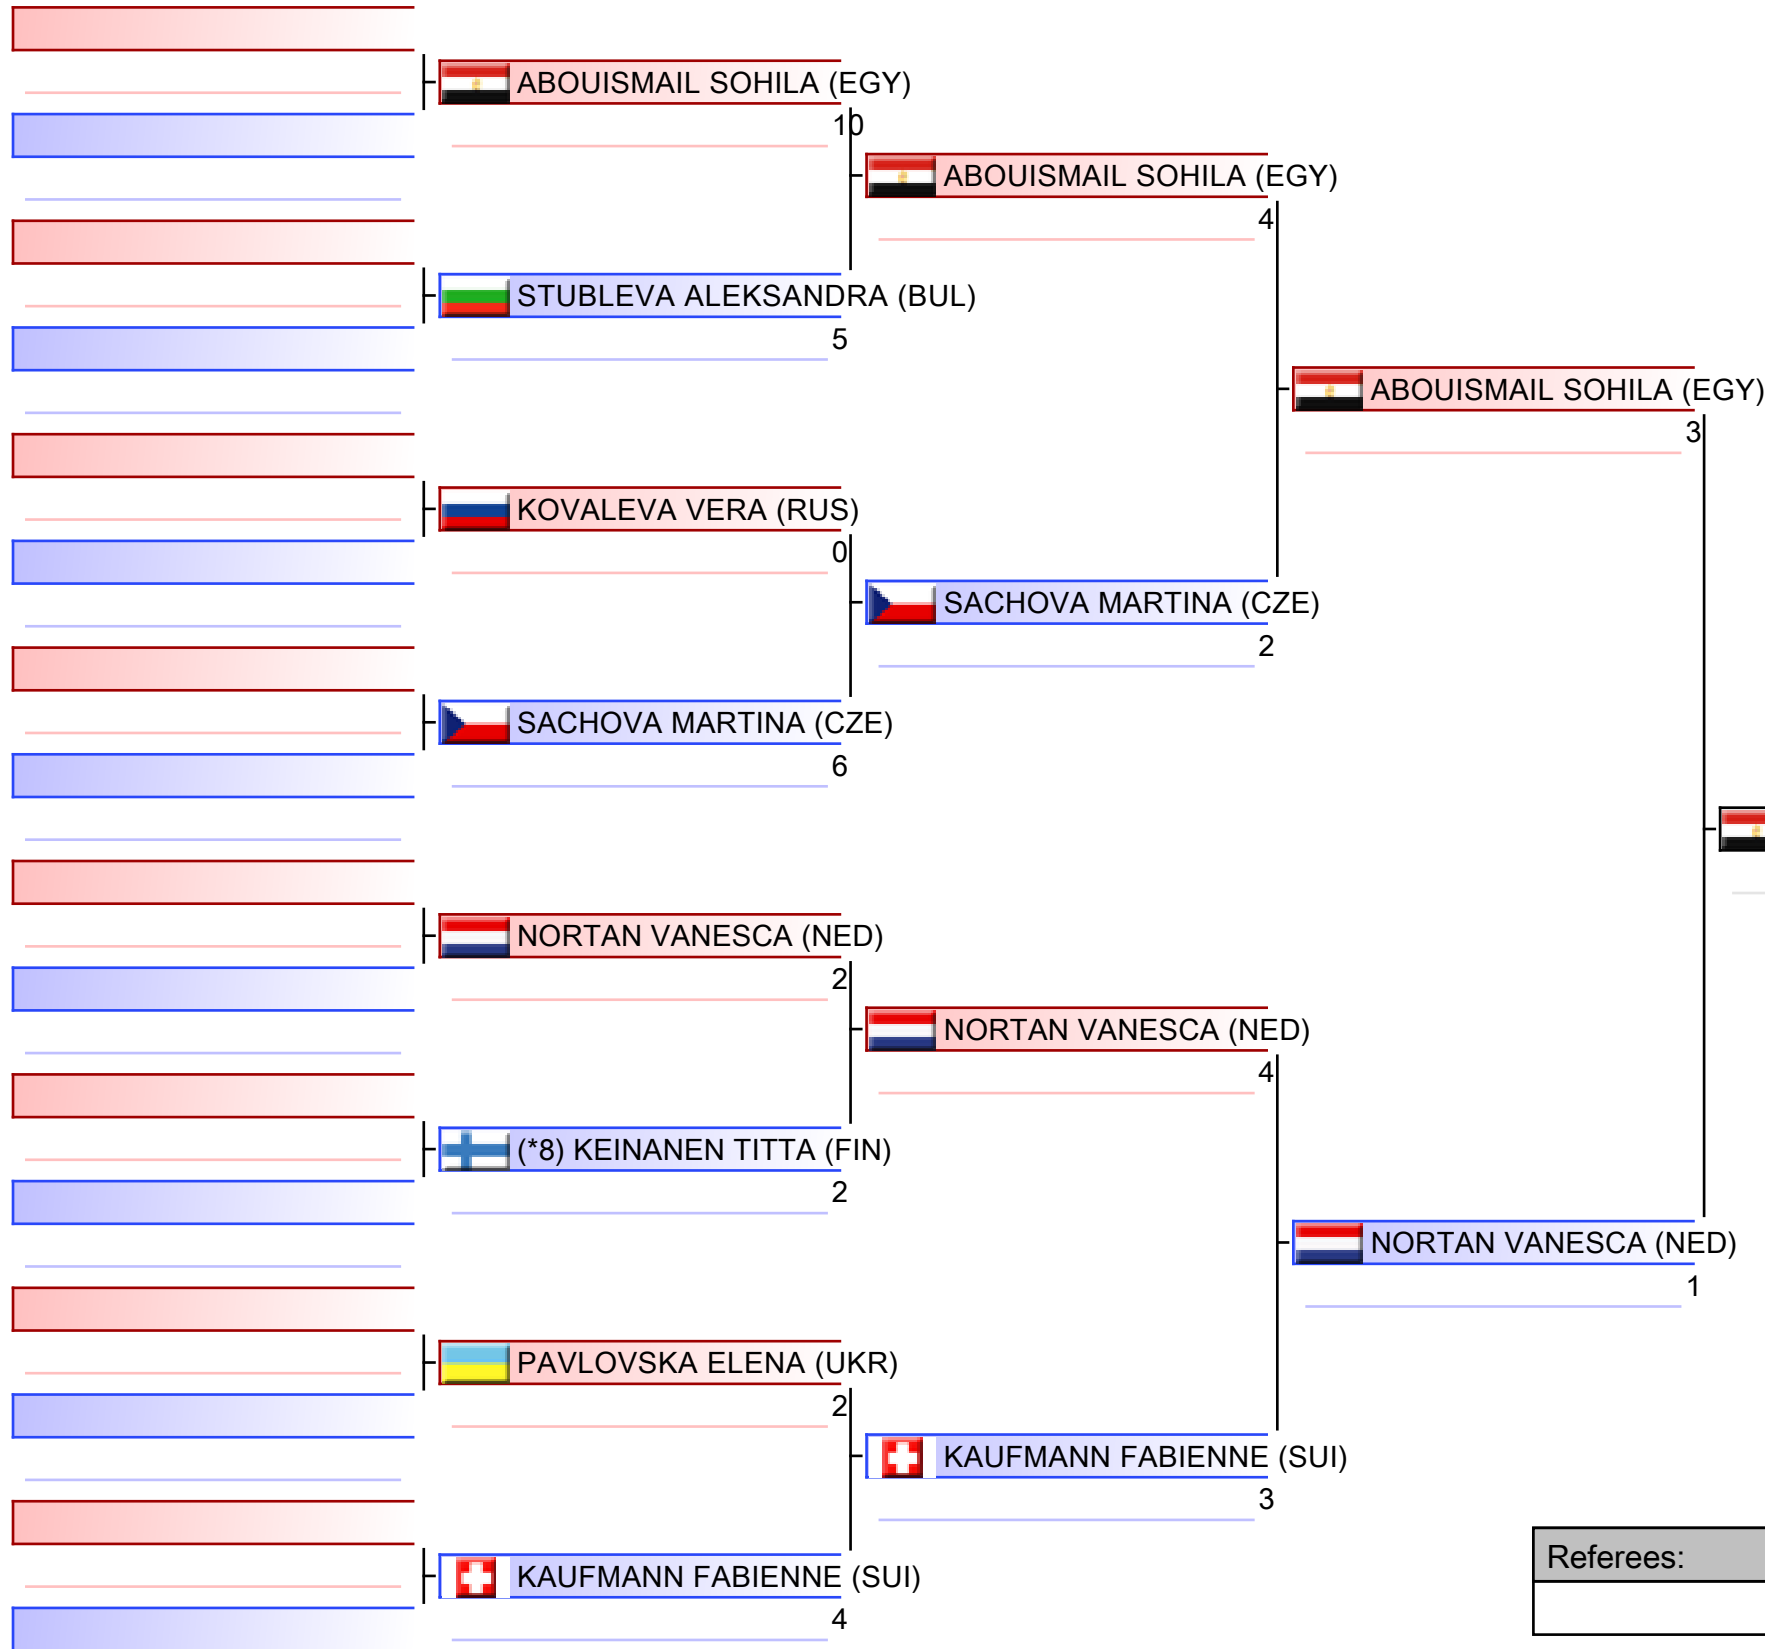 ABOUISMAIL SOHILA (EGY)
10
ABOUISMAIL SOHILA (EGY)
4
STUBLEVA ALEKSANDRA (BUL)
5
ABOUISMAIL SOHILA (EGY)
3
KOVALEVA VERA (RUS)
0
SACHOVA MARTINA (CZE)
2
SACHOVA MARTINA (CZE)
6
NORTAN VANESCA (NED)
2
NORTAN VANESCA (NED)
4
(*8) KEINANEN TITTA (FIN)
2
NORTAN VANESCA (NED)
1
PAVLOVSKA ELENA (UKR)
2
KAUFMANN FABIENNE (SUI)
3
Referees:
KAUFMANN FABIENNE (SUI)
4